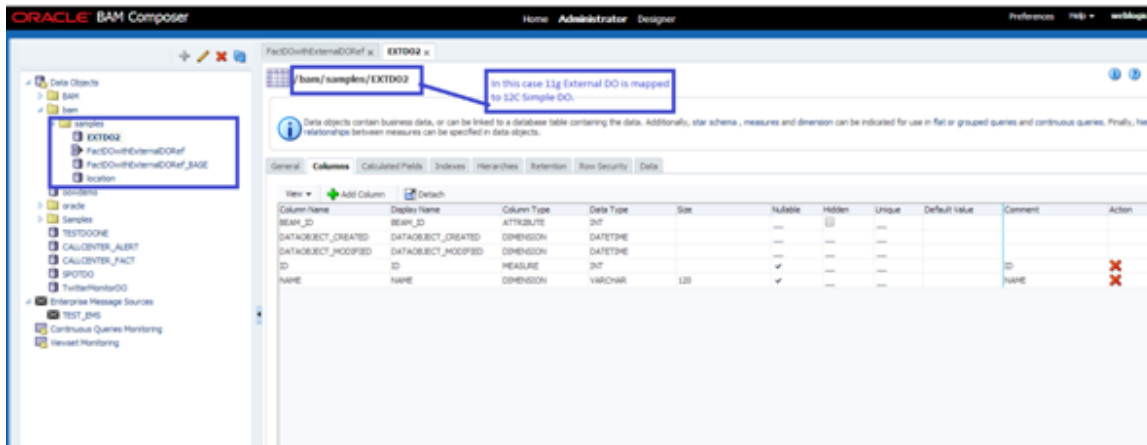 ORACLE BAM Composer
Home Administrator Designer
Preferences Help weblogic
FactDOwithExternalDORef x EXTDO2 x
/bam/samples/EXTDO2
In this case 11g External DO is mapped
to 12C Simple DO.
Data objects contain business data, or can be linked to a database table containing the data. Additionally, star schema , measures and dimension can be indicated for use in flat or grouped queries and continuous queries. Finally,
relationships between measures can be specified in data objects.
Data Objects
BAM
bam
samples
EXTDO2
FactDOwithExternalDORef
FactDOwithExternalDORef_BASE
location
oracle
Samples
TESTDOONE
CALLCENTER_ALERT
CALLCENTER_FACT
SPOTDO
TwitterMonitorDO
Enterprise Message Sources
TEST_EMS
Continuous Queries Monitoring
Viewset Monitoring
General Columns Calculated Fields Indexes Hierarchies Retention Row Security Data
View Add Column Detach
Column Name Display Name Column Type Data Type Size Nullable Hidden Unique Default Value Comment Action
BEAM_ID BEAM_ID ATTRIBUTE INT
DATAOBJECT_CREATED DATAOBJECT_CREATED DIMENSION DATETIME
DATAOBJECT_MODIFIED DATAOBJECT_MODIFIED DIMENSION DATETIME
ID ID MEASURE INT ID
NAME NAME DIMENSION VARCHAR 120 NAME